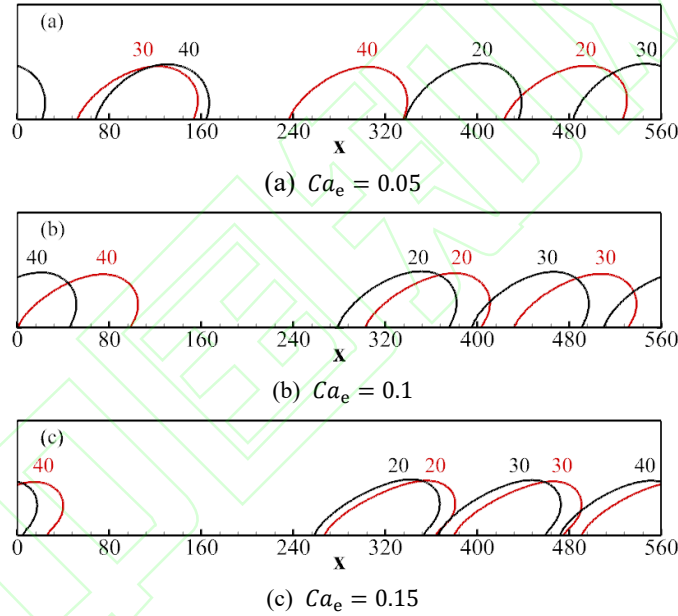 (a)
30 40 40 20 20 30
0 80 160 240 320 400 480 560
x
(a) 𝐶𝑎e = 0.05
(b)
40 40 20 20 30 30
0 80 160 240 320 400 480 560
x
(b) 𝐶𝑎e = 0.1
(c)
40 20 20 30 30 40
0 80 160 240 320 400 480 560
x
(c) 𝐶𝑎e = 0.15